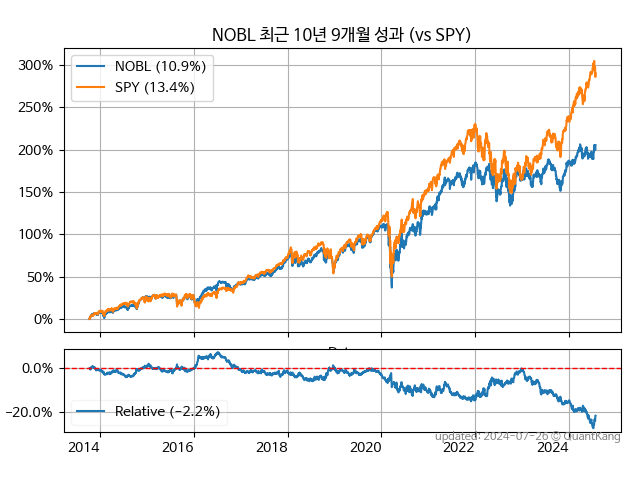 NOBL 최근 10년 9개월 성과 (vs SPY)
NOBL (10.9%)
SPY (13.4%)
300%
250%
200%
150%
100%
50%
0%
0.0%
−20.0%
Relative (−2.2%)
2014 2016 2018 2020 2022 2024
updated: 2024-07-26 © QuantKang